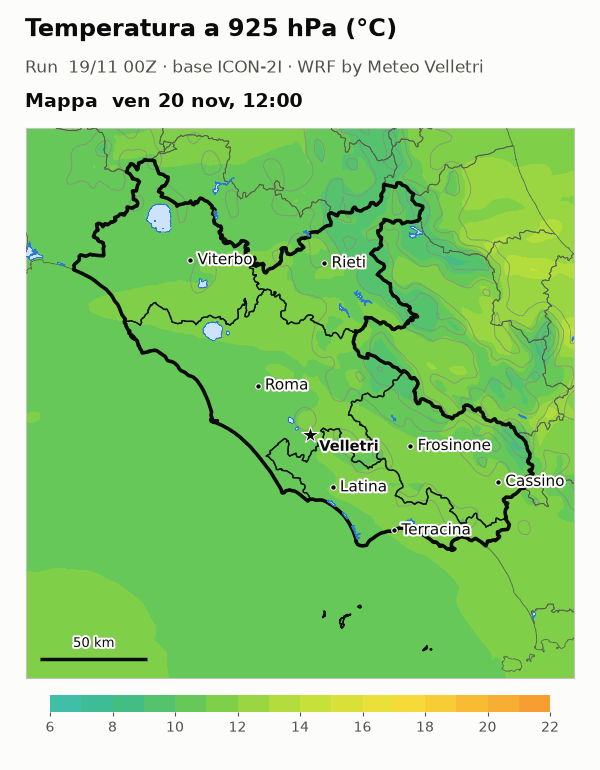 Temperatura a 925 hPa (°C)
Run  19/11 00Z · base ICON-2I · WRF by Meteo Velletri
Mappa  ven 20 nov, 12:00
Viterbo
Rieti
Roma
Velletri
Frosinone
Cassino
Latina
Terracina
50 km
6 8 10 12 14 16 18 20 22